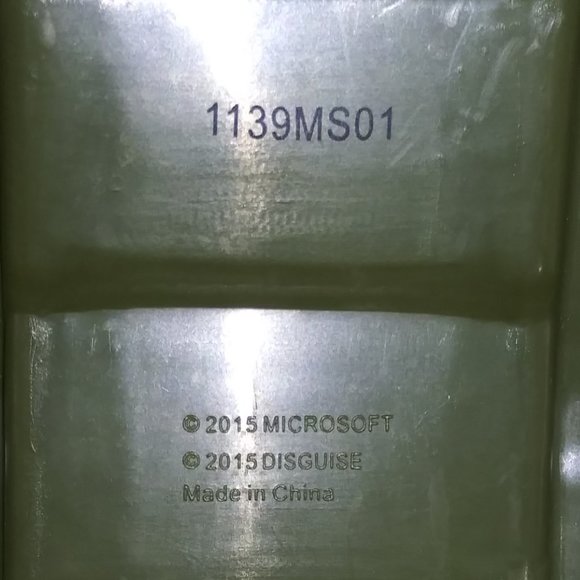 1139MS01
© 2015 MICROSOFT
© 2015 DISGUISE
Made in China